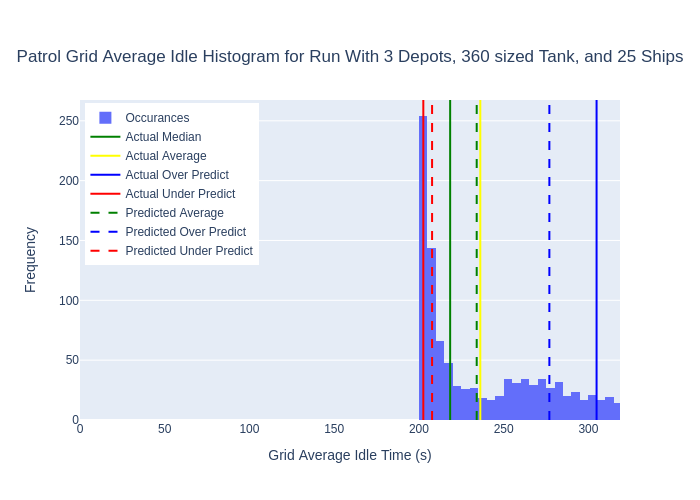 Patrol Grid Average Idle Histogram for Run With 3 Depots, 360 sized Tank, and 25 Ships
Occurances
Actual Median
Actual Average
Actual Over Predict
Actual Under Predict
Predicted Average
Predicted Over Predict
Predicted Under Predict
Frequency
250
200
150
100
50
0
0 50 100 150 200 250 300
Grid Average Idle Time (s)